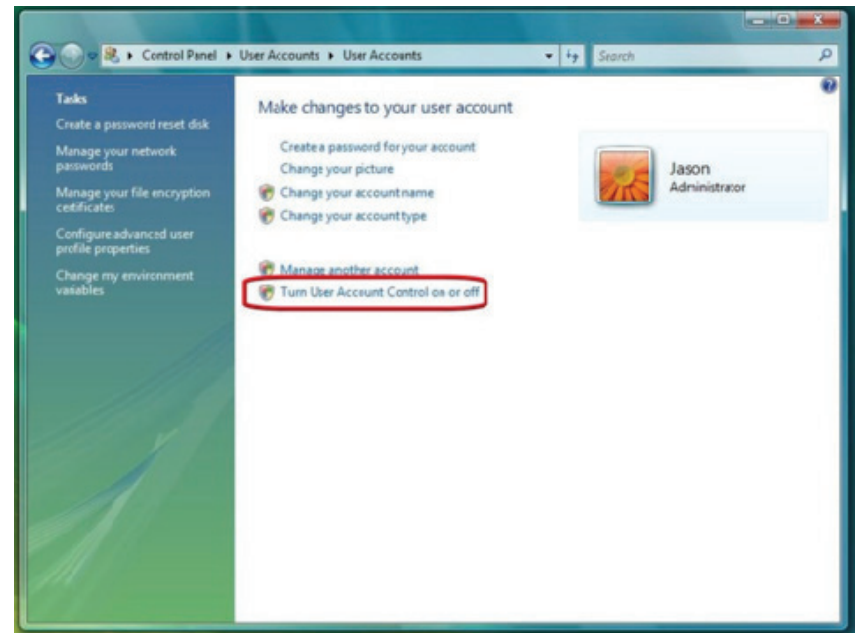 Control Panel ▸ User Accounts ▸ User Accounts
Search
Tasks
Create a password reset disk
Manage your network
passwords
Manage your file encryption
certificates
Configure advanced user
profile properties
Change my environment
variables
Make changes to your user account
Create a password for your account
Change your picture
Change your account name
Change your account type
Manage another account
Turn User Account Control on or off
Jason
Administrator